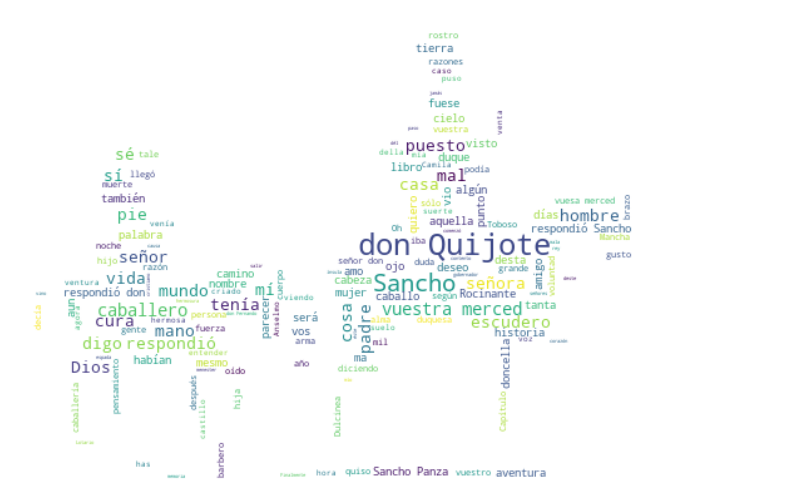 rostro
tierra
razones
caso
puso
fuese
cielo
vuestra
venta
puesto
visto
della
mia
duque
libro
Camila
podía
mal
casa
algún
vio
quiero
sólo
suerte
punto
aquella
Toboso
Oh
iba
don Quijote
vuesa merced
brazo
días
hombre
respondió Sancho
Mancha
gusto
señor don
ojo
duda
deseo
desta
grande
amigo
voluntad
amo
cabeza
Sancho
señora
mujer
caballo
según
Rocinante
tanta
cosa
padre
vuestra merced
escudero
suelo
duquesa
historia
voz
mil
ma
diciendo
doncella
Capítulo
Dulcinea
sé
tale
sí
llegó
muerte
también
pie
venía
palabra
noche
señor
hijo
razón
vida
camino
ventura
respondió don
mundo
nombre
criado
mi
cuerpo
viendo
aun
agora
caballero
hermosa
persona
tenía
parecer
Anselmo
será
decía
cura
gente
mano
fuerza
vos
arma
digo
respondió
entender
habían
mesmo
Dios
oído
año
caballería
pensamiento
después
castillo
hija
barbero
has
hora
quiso
Sancho Panza
vuestro
aventura